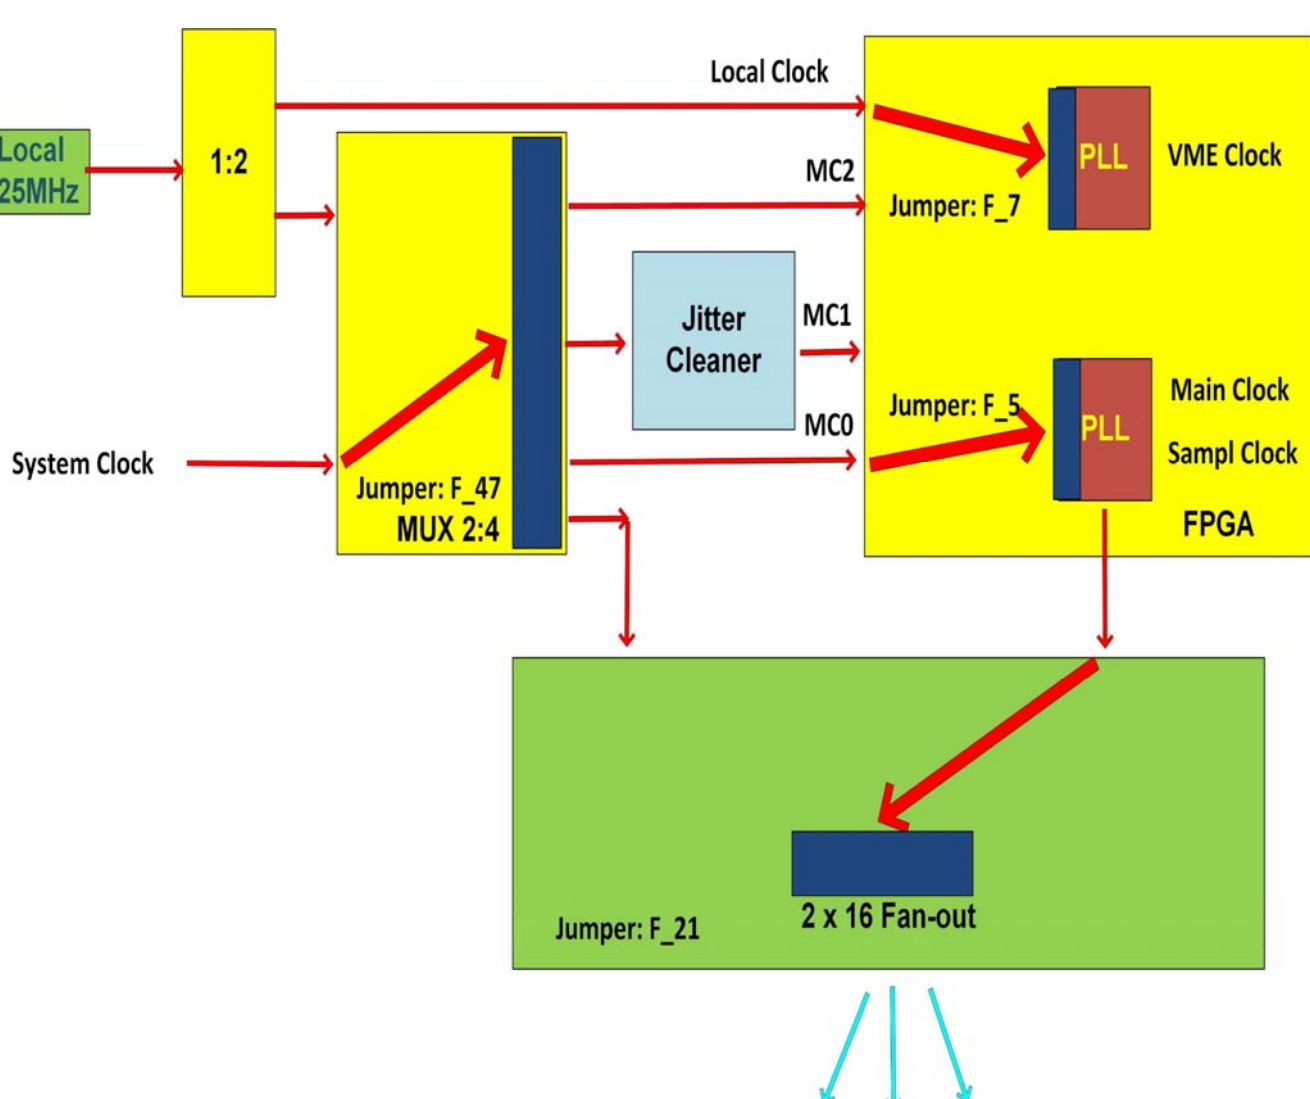 Local Clock
Local
25MHz
1:2
MC2
PLL
VME Clock
Jumper: F_7
Jitter
Cleaner
MC1
Main Clock
Jumper: F_5
MC0
PLL
Sampl Clock
System Clock
Jumper: F_47
MUX 2:4
FPGA
2 x 16 Fan-out
Jumper: F_21